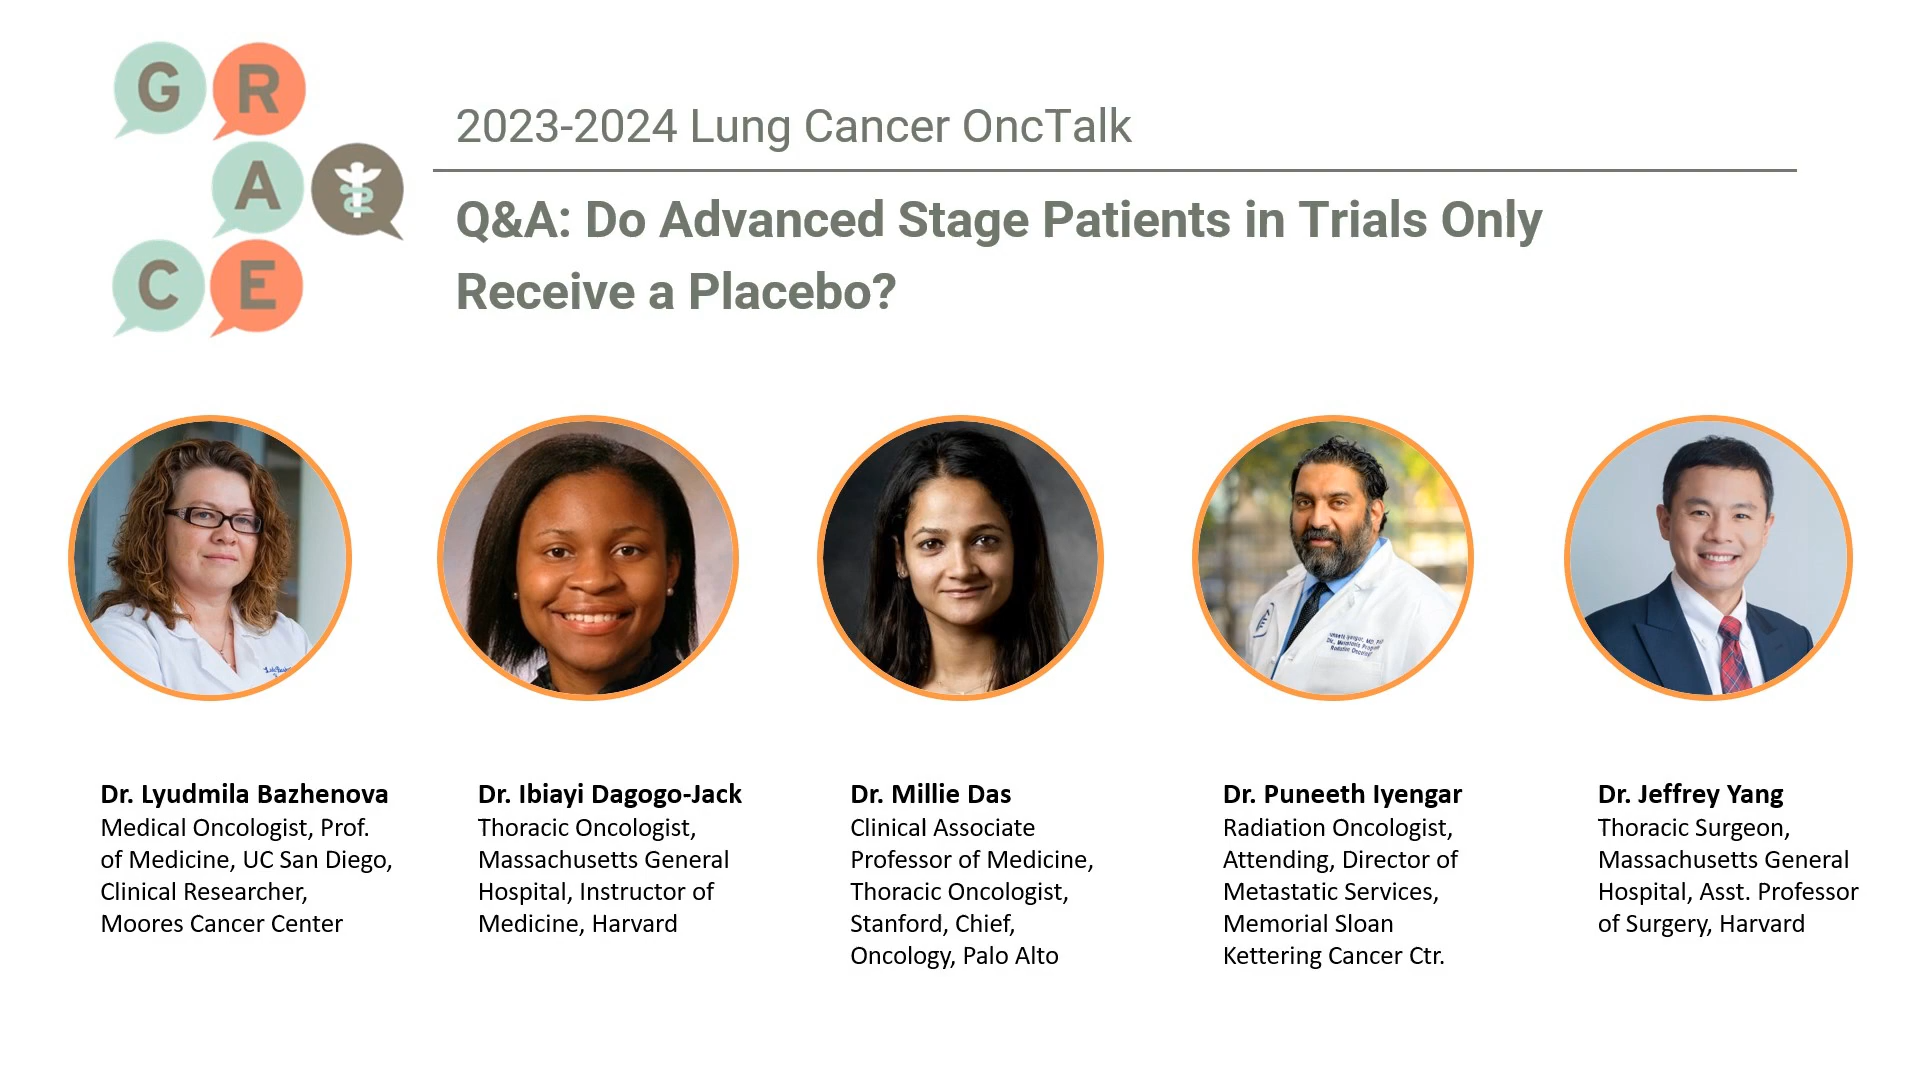 G R
A
C E
2023-2024 Lung Cancer OncTalk
Q&A: Do Advanced Stage Patients in Trials Only
Receive a Placebo?
Dr. Lyudmila Bazhenova
Medical Oncologist, Prof.
of Medicine, UC San Diego,
Clinical Researcher,
Moores Cancer Center
Dr. Ibiayi Dagogo-Jack
Thoracic Oncologist,
Massachusetts General
Hospital, Instructor of
Medicine, Harvard
Dr. Millie Das
Clinical Associate
Professor of Medicine,
Thoracic Oncologist,
Stanford, Chief,
Oncology, Palo Alto
Dr. Puneeth Iyengar
Radiation Oncologist,
Attending, Director of
Metastatic Services,
Memorial Sloan
Kettering Cancer Ctr.
Dr. Jeffrey Yang
Thoracic Surgeon,
Massachusetts General
Hospital, Asst. Professor
of Surgery, Harvard